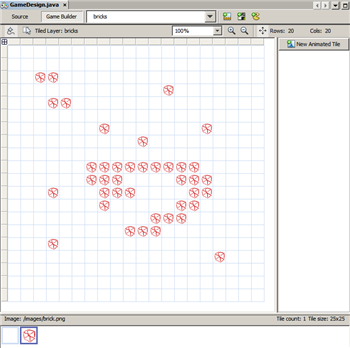 GameDesign.java x
Source Game Builder bricks
Tiled Layer: bricks 100% Rows: 20 Cols: 20
New Animated Tile
Image: /images/brick.png Tile count: 1 Tile size: 25x25